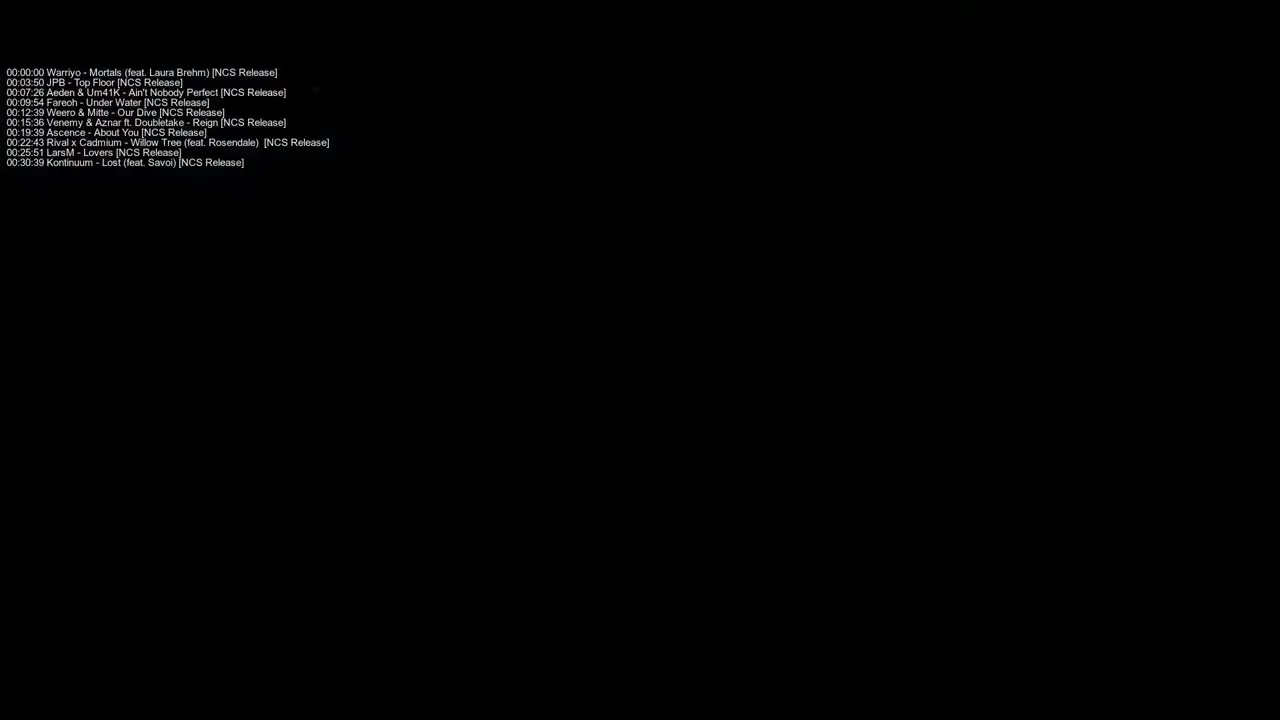 00:00:00 Warriyo - Mortals (feat. Laura Brehm) [NCS Release]
00:03:50 JPB - Top Floor [NCS Release]
00:07:26 Aeden & Um41K - Ain't Nobody Perfect [NCS Release]
00:09:54 Fareoh - Under Water [NCS Release]
00:12:39 Weero & Mitte - Our Dive [NCS Release]
00:15:36 Venemy & Aznar ft. Doubletake - Reign [NCS Release]
00:19:39 Ascence - About You [NCS Release]
00:22:43 Rival x Cadmium - Willow Tree (feat. Rosendale)  [NCS Release]
00:25:51 LarsM - Lovers [NCS Release]
00:30:39 Kontinuum - Lost (feat. Savoi) [NCS Release]